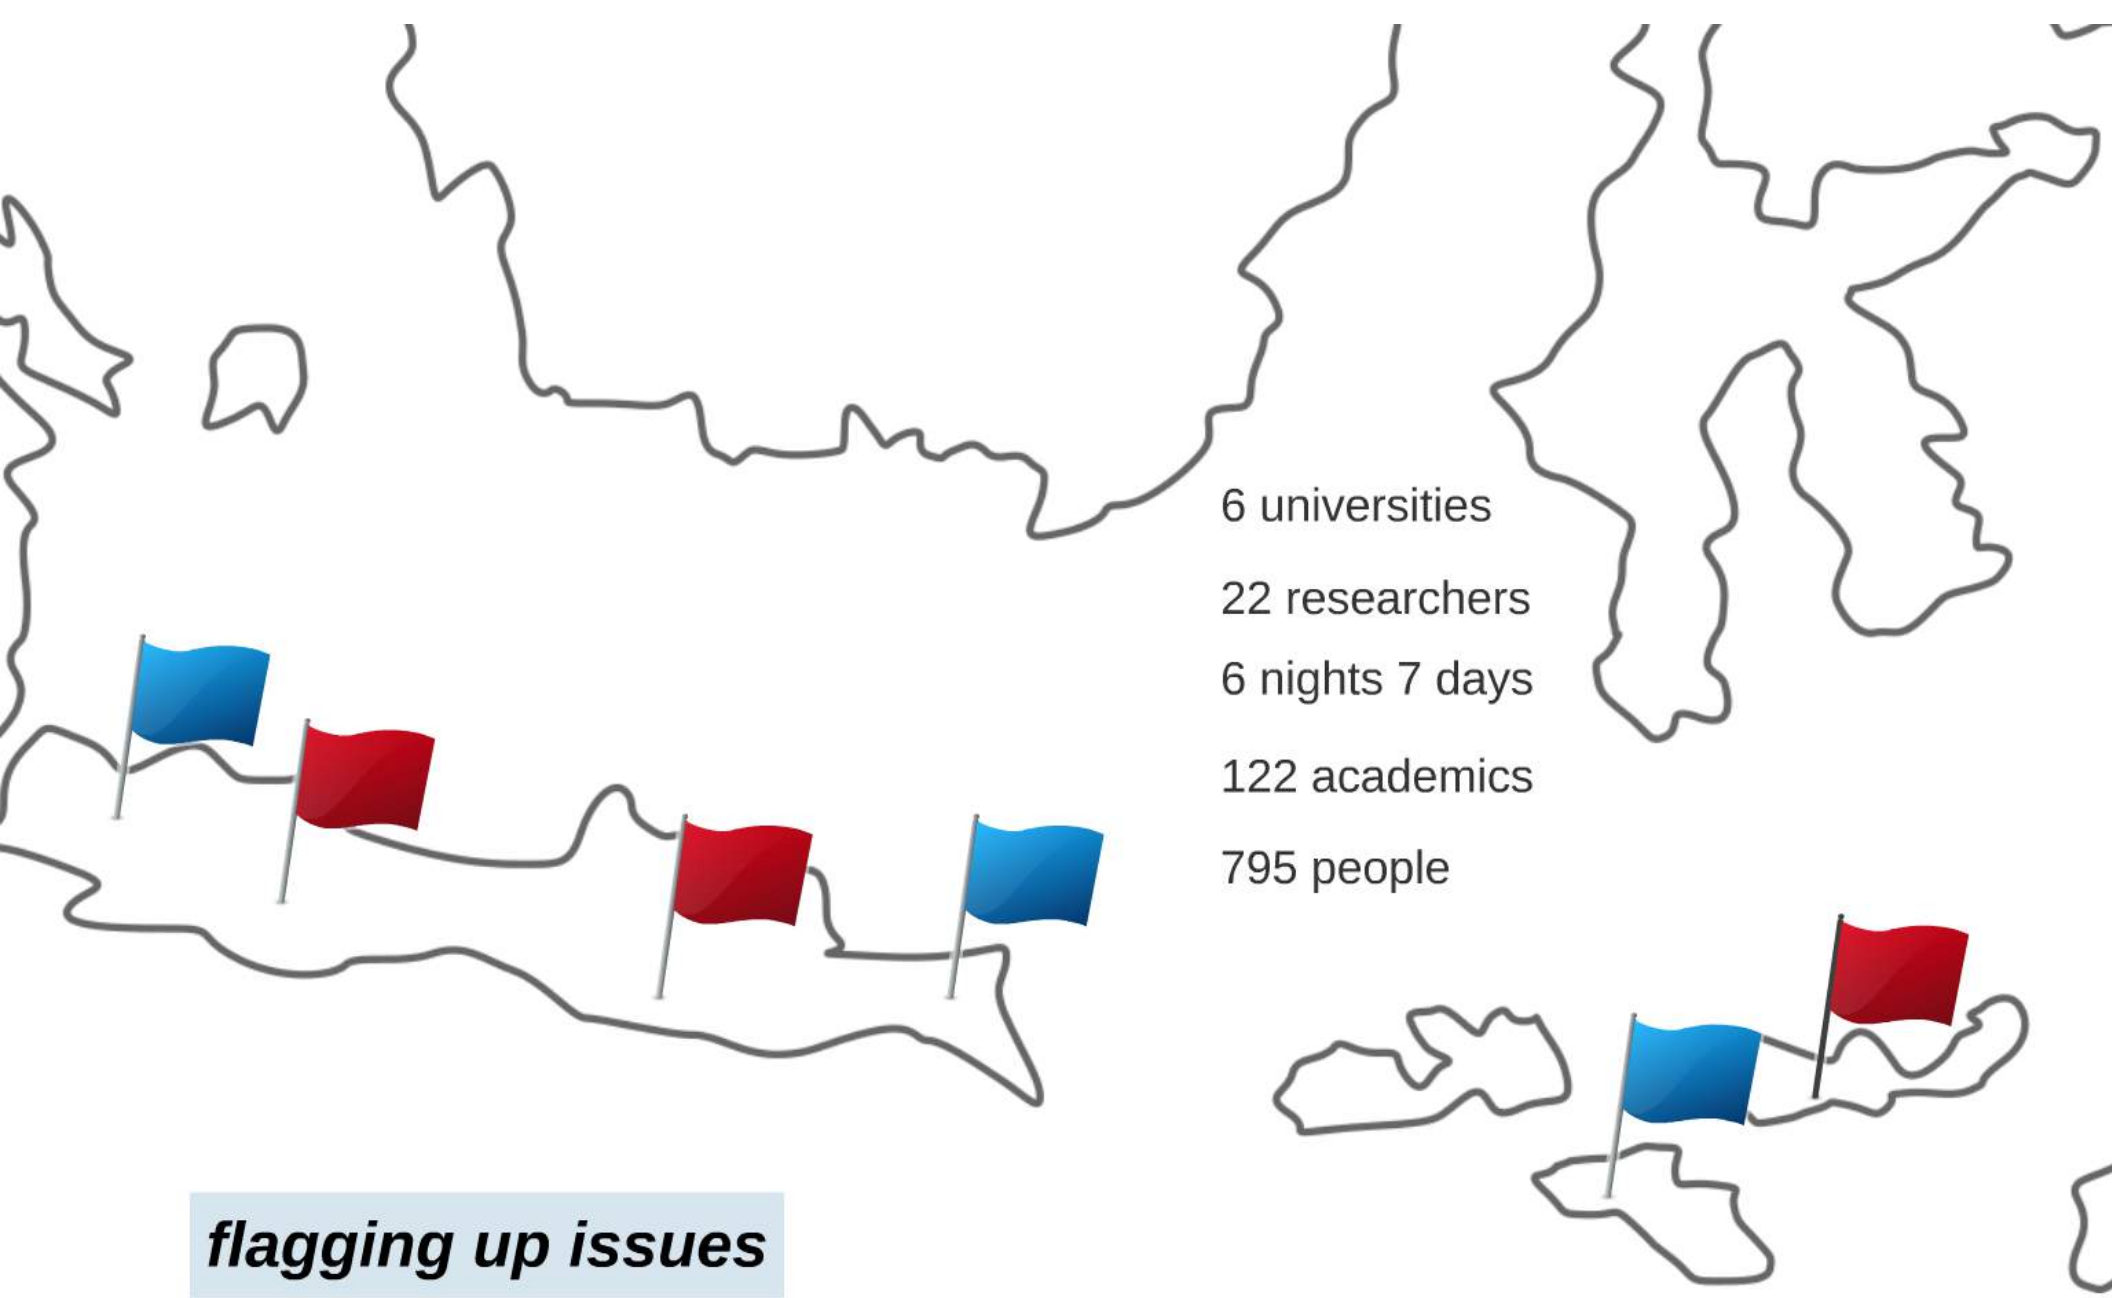 6 universities
22 researchers
6 nights 7 days
122 academics
795 people
flagging up issues